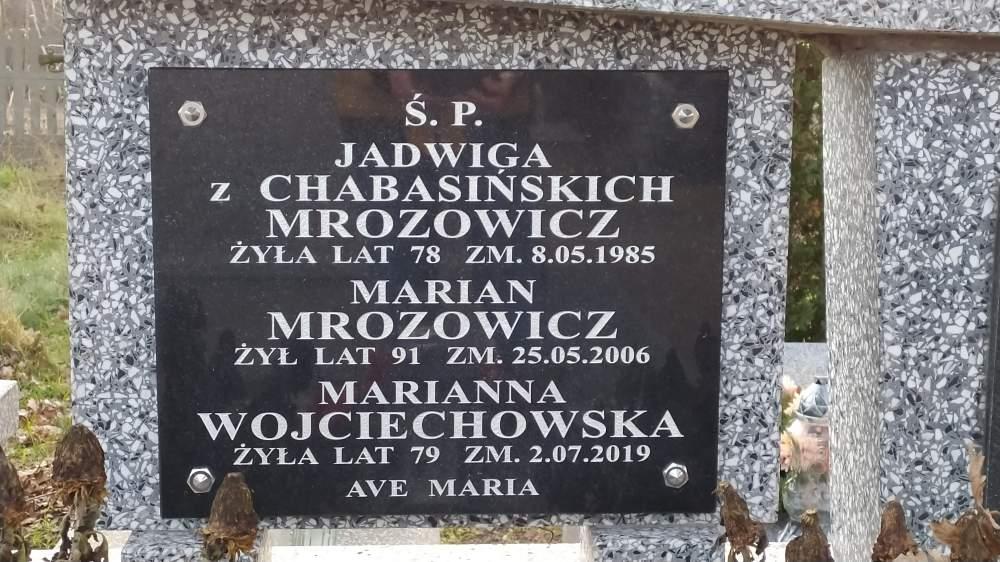 Ś. P.
JADWIGA
z CHABASIŃSKICH
MROZOWICZ
ŻYŁA LAT 78 ZM. 8.05.1985
MARIAN
MROZOWICZ
ŻYŁ LAT 91 ZM. 25.05.2006
MARIANNA
WOJCIECHOWSKA
ŻYŁA LAT 79 ZM. 2.07.2019
AVE MARIA